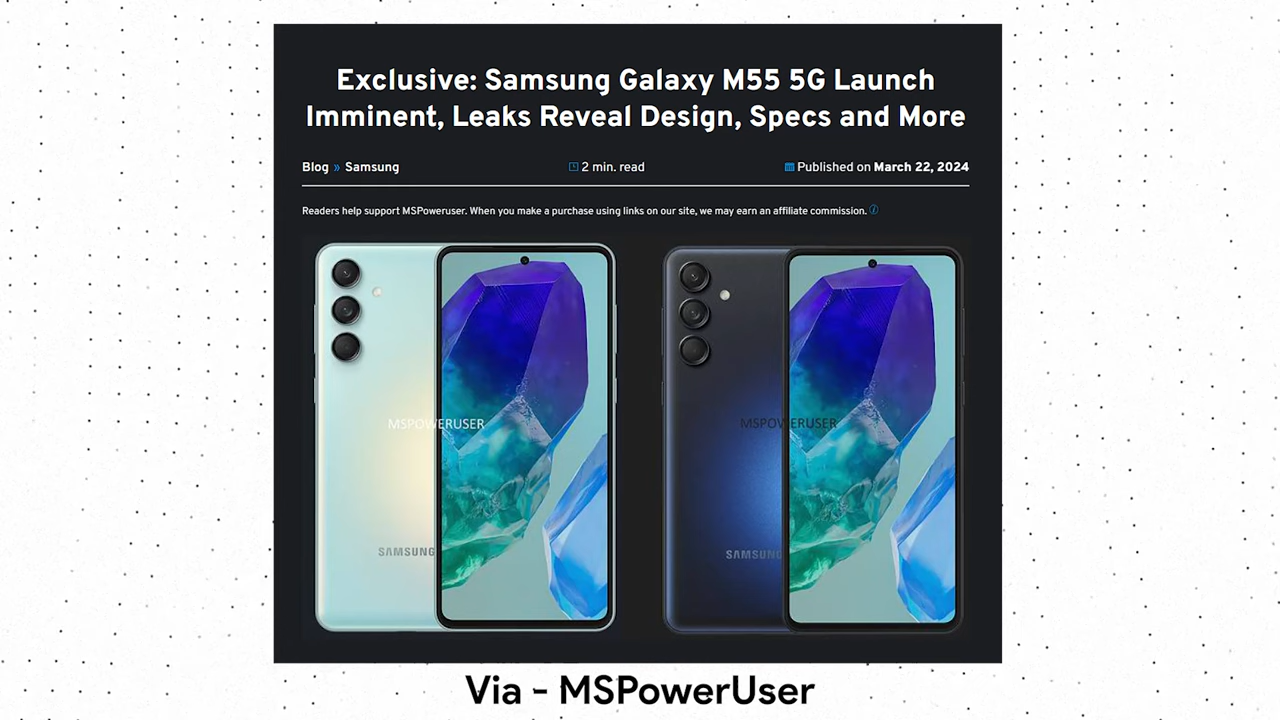 Exclusive: Samsung Galaxy M55 5G Launch
Imminent, Leaks Reveal Design, Specs and More
Blog » Samsung 2 min. read Published on March 22, 2024
Readers help support MSPoweruser. When you make a purchase using links on our site, we may earn an affiliate commission.
MSPOWERUSER MSPOWERUSER
SAMSUNG SAMSUNG
Via - MSPowerUser